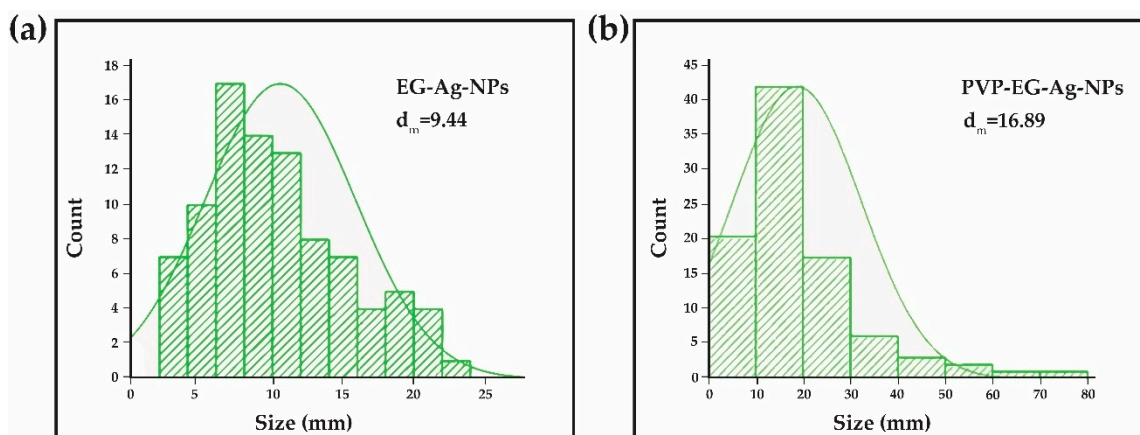 (a)
EG-Ag-NPs
dm=9.44
Count
18
16
14
12
10
8
6
4
2
0
0 5 10 15 20 25
Size (mm)
(b)
PVP-EG-Ag-NPs
dm=16.89
Count
45
40
35
30
25
20
15
10
5
0
0 10 20 30 40 50 60 70 80
Size (mm)